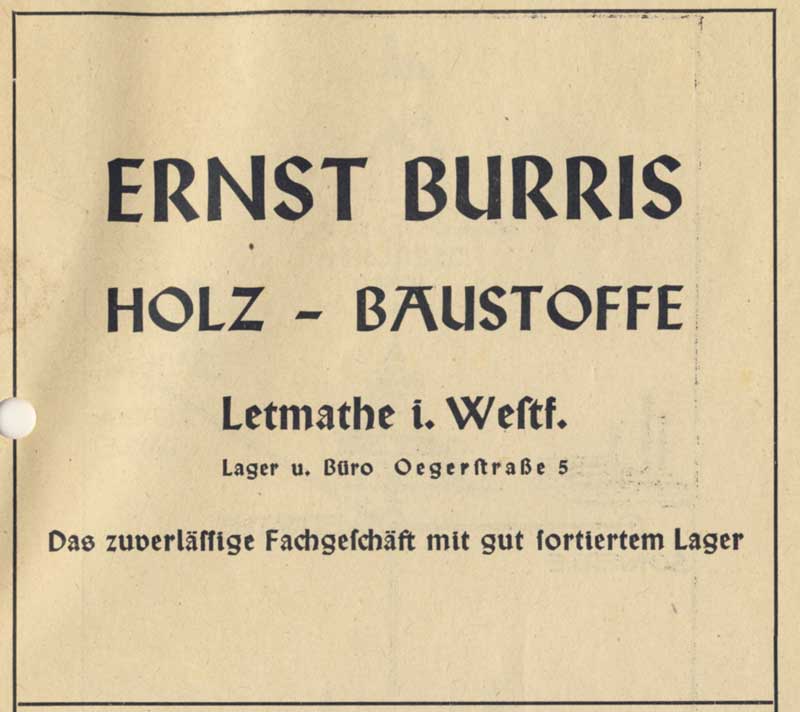 ERNST BURRIS
HOLZ - BAUSTOFFE
Letmathe i. Weſtf.
Lager u. Büro Oegerſtraße 5
Das zuverläſſige Fachgeſchäft mit gut ſortiertem Lager